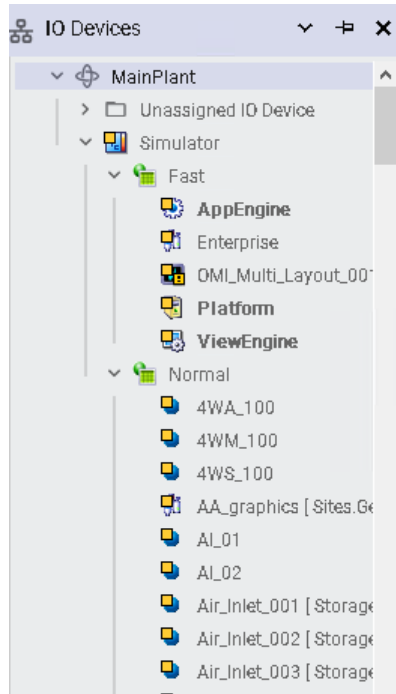 IO Devices
MainPlant
Unassigned IO Device
Simulator
Fast
AppEngine
Enterprise
OMI_Multi_Layout_001
Platform
ViewEngine
Normal
4WA_100
4WM_100
4WS_100
AA_graphics [ Sites.Ge
AI_01
AI_02
Air_Inlet_001 [ Storage
Air_Inlet_002 [ Storage
Air_Inlet_003 [ Storage